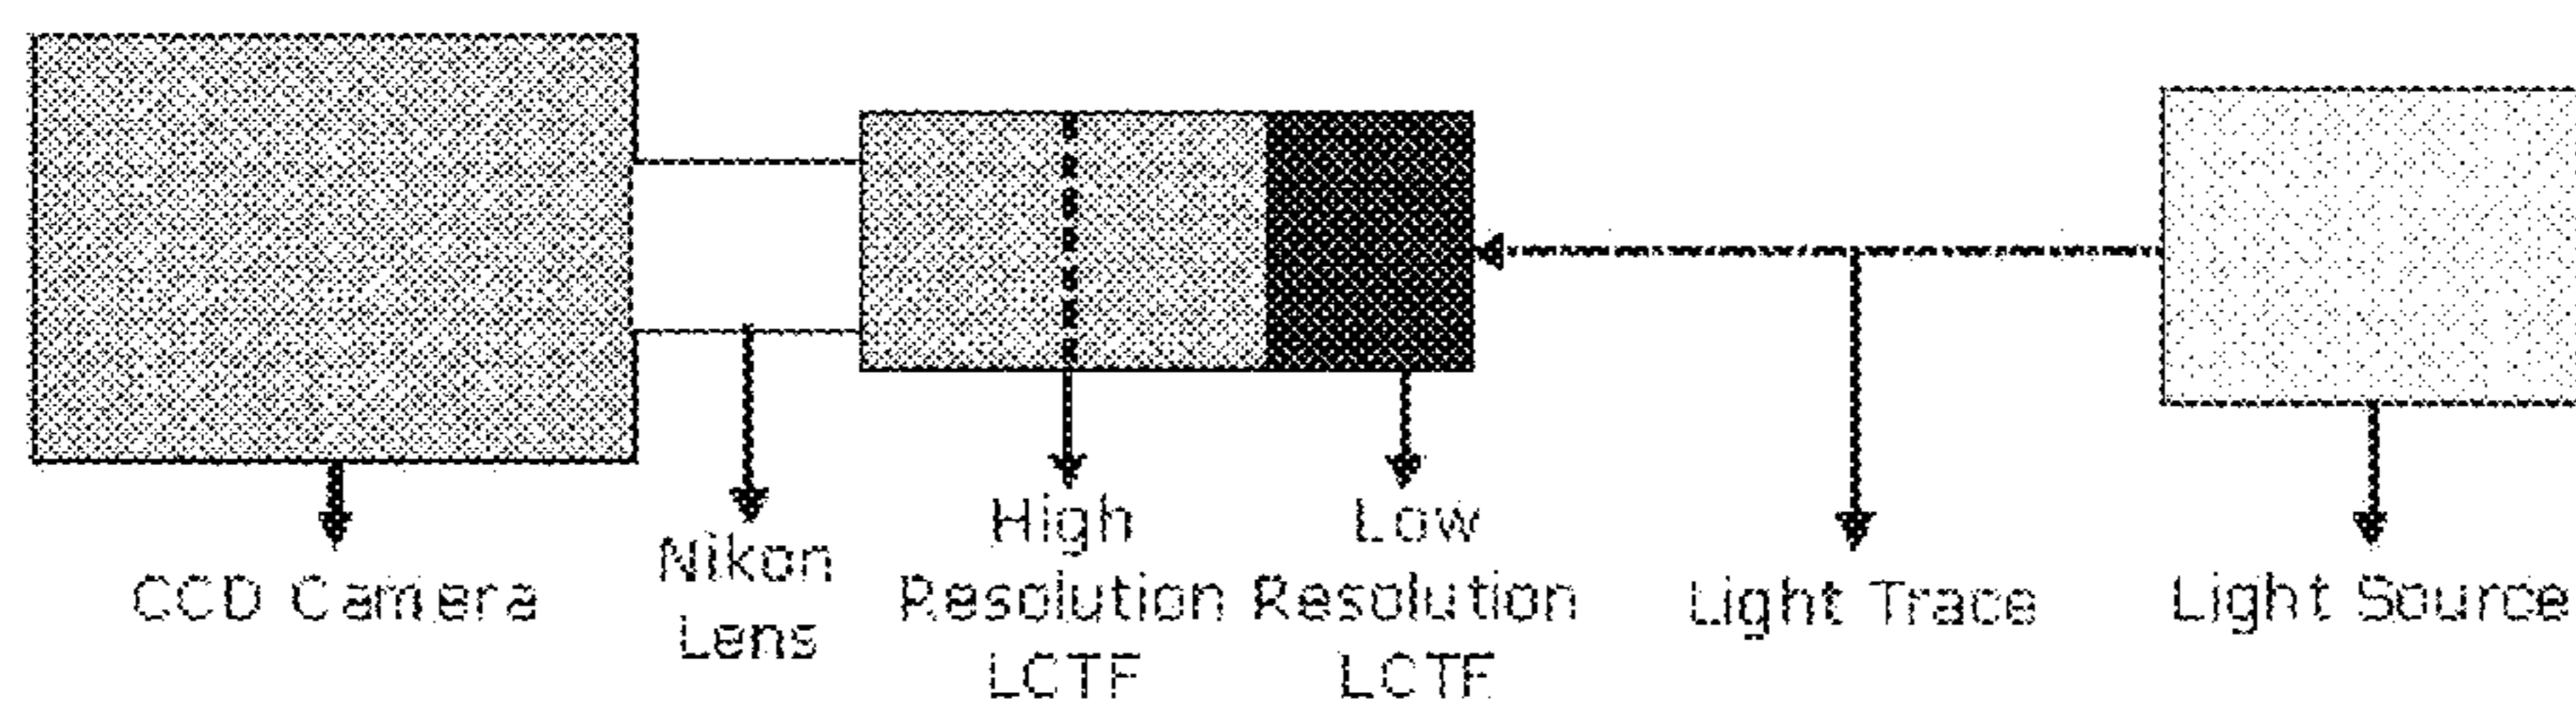 CCD Camera
Nikon
Lens
High
Resolution
LCTF
Low
Resolution
LCTF
Light Trace
Light Source